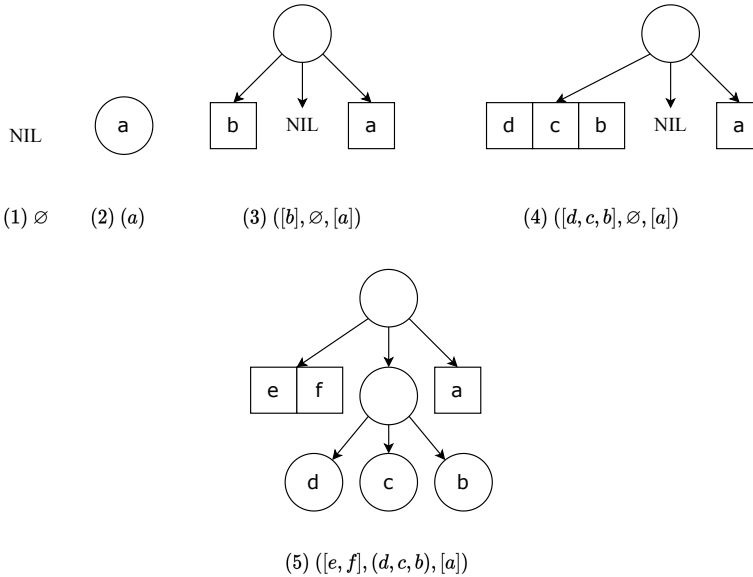 NIL
a
b
NIL
a
d c b
NIL
a
(1) ∅
(2) (a)
(3) ([b], ∅, [a])
(4) ([d, c, b], ∅, [a])
e f
a
d
c
b
(5) ([e, f], (d, c, b), [a])